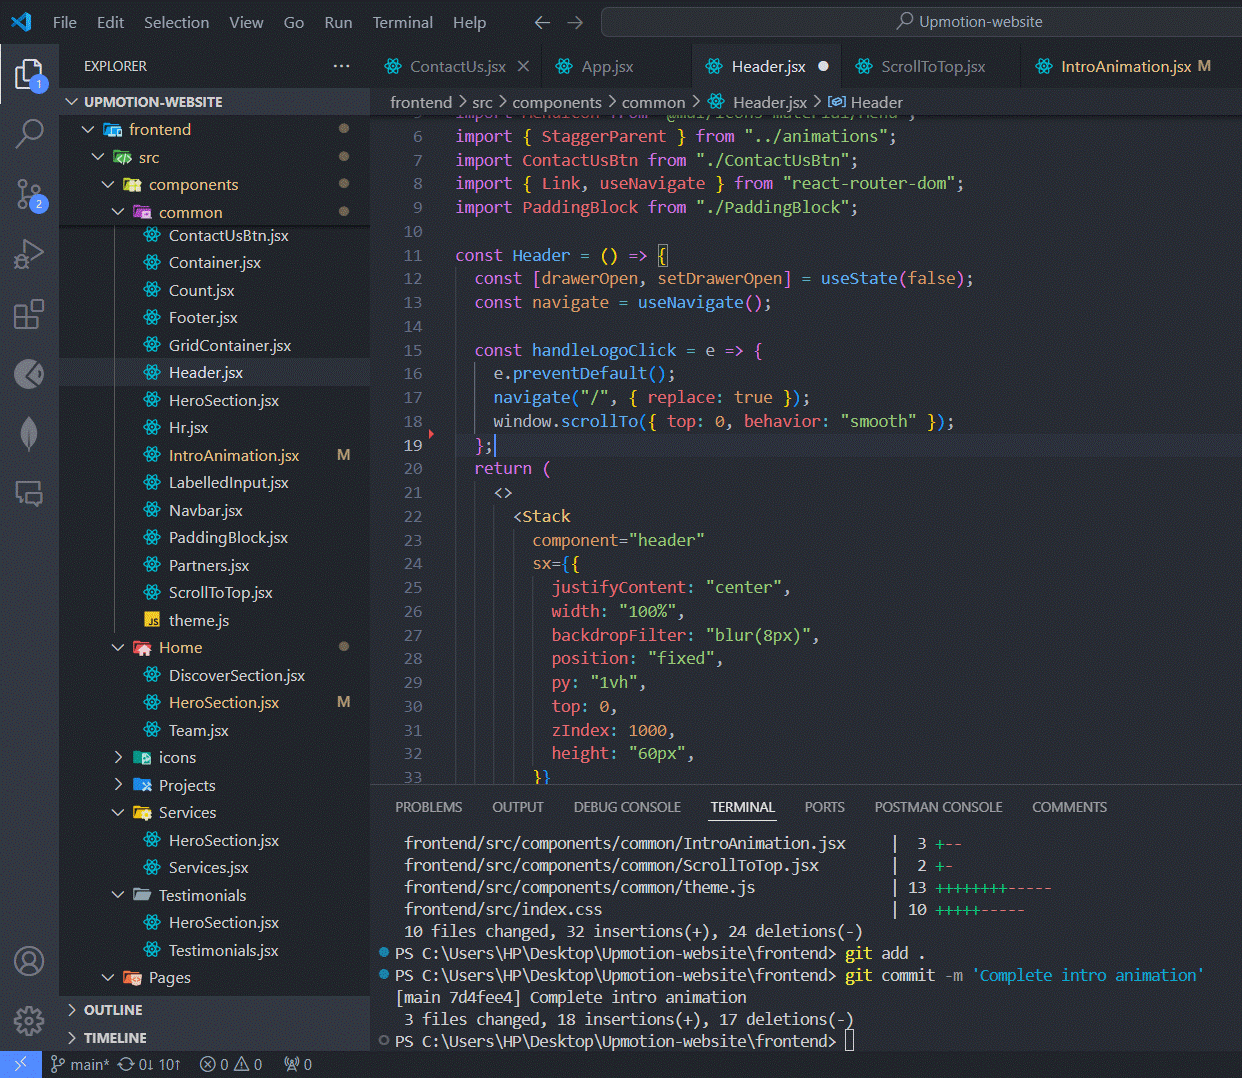 File Edit Selection View Go Run Terminal Help
Upmotion-website
EXPLORER
ContactUs.jsx
App.jsx
Header.jsx
ScrollToTop.jsx
IntroAnimation.jsx M
UPMOTION-WEBSITE
frontend > src > components > common > Header.jsx > Header
1
2
frontend
src
components
common
ContactUsBtn.jsx
Container.jsx
Count.jsx
Footer.jsx
GridContainer.jsx
Header.jsx
HeroSection.jsx
Hr.jsx
IntroAnimation.jsx M
LabelledInput.jsx
Navbar.jsx
PaddingBlock.jsx
Partners.jsx
ScrollToTop.jsx
JS theme.js
Home
DiscoverSection.jsx
HeroSection.jsx M
Team.jsx
icons
Projects
Services
HeroSection.jsx
Services.jsx
Testimonials
HeroSection.jsx
Testimonials.jsx
Pages
OUTLINE
TIMELINE
6 import { StaggerParent } from "../animations";
7 import ContactUsBtn from "./ContactUsBtn";
8 import { Link, useNavigate } from "react-router-dom";
9 import PaddingBlock from "./PaddingBlock";
10
11 const Header = () => {
12 const [drawerOpen, setDrawerOpen] = useState(false);
13 const navigate = useNavigate();
14
15 const handleLogoClick = e => {
16 e.preventDefault();
17 navigate("/", { replace: true });
18 window.scrollTo({ top: 0, behavior: "smooth" });
19 };
20 return (
21 <>
22 <Stack
23 component="header"
24 sx={{
25 justifyContent: "center",
26 width: "100%",
27 backdropFilter: "blur(8px)",
28 position: "fixed",
29 py: "1vh",
30 top: 0,
31 zIndex: 1000,
32 height: "60px",
33 }}
PROBLEMS OUTPUT DEBUG CONSOLE TERMINAL PORTS POSTMAN CONSOLE COMMENTS
frontend/src/components/common/IntroAnimation.jsx | 3 +--
frontend/src/components/common/ScrollToTop.jsx | 2 +-
frontend/src/components/common/theme.js | 13 ++++++++-----
frontend/src/index.css | 10 +++++-----
10 files changed, 32 insertions(+), 24 deletions(-)
PS C:\Users\HP\Desktop\Upmotion-website\frontend> git add .
PS C:\Users\HP\Desktop\Upmotion-website\frontend> git commit -m 'Complete intro animation'
[main 7d4fee4] Complete intro animation
3 files changed, 18 insertions(+), 17 deletions(-)
PS C:\Users\HP\Desktop\Upmotion-website\frontend>
main* 0↓ 10↑ 0 0 0